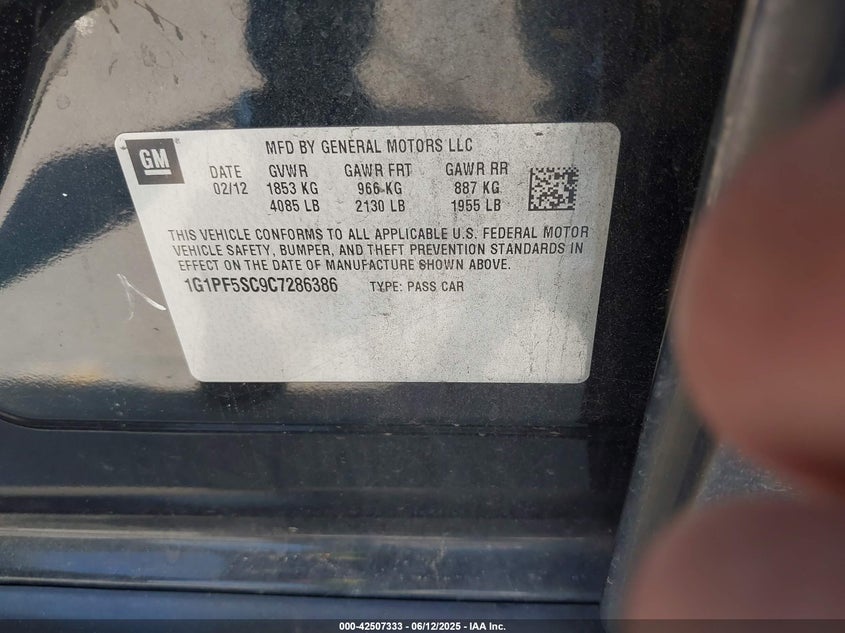 GM
MFD BY GENERAL MOTORS LLC
DATE GVWR GAWR FRT GAWR RR
02/12 1853 KG 966 KG 887 KG
4085 LB 2130 LB 1955 LB
THIS VEHICLE CONFORMS TO ALL APPLICABLE U.S. FEDERAL MOTOR
VEHICLE SAFETY, BUMPER, AND THEFT PREVENTION STANDARDS IN
EFFECT ON THE DATE OF MANUFACTURE SHOWN ABOVE.
1G1PF5SC9C7286386 TYPE: PASS CAR
000-42507333 - 06/12/2025 - IAA Inc.